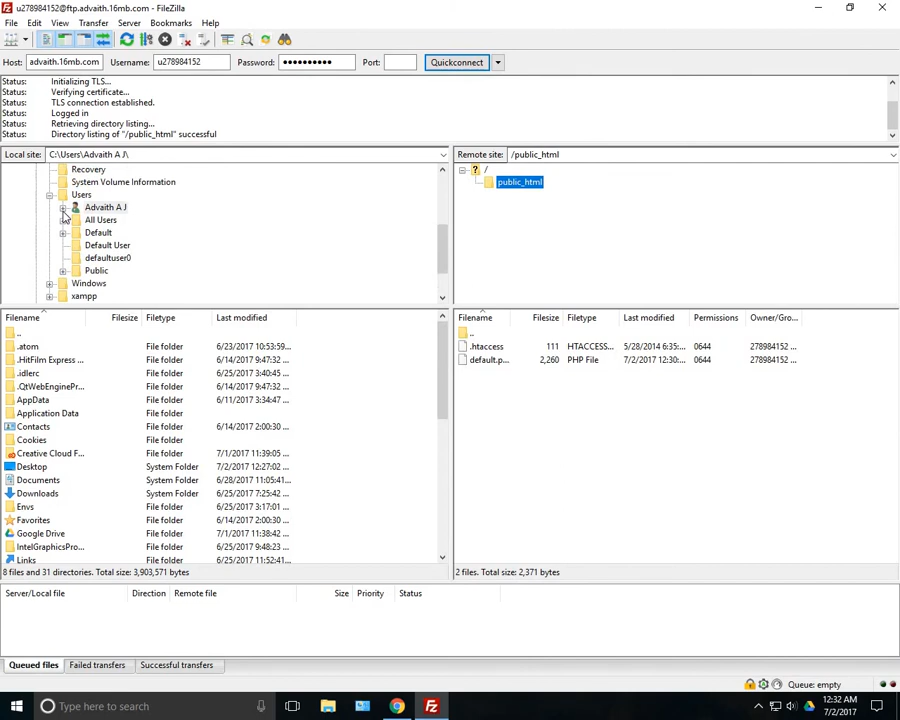 u278984152@ftp.advaith.16mb.com - FileZilla
File Edit View Transfer Server Bookmarks Help
Host: advaith.16mb.com Username: u278984152 Password: •••••••••• Port: Quickconnect
Status: Initializing TLS...
Status: Verifying certificate...
Status: TLS connection established.
Status: Logged in
Status: Retrieving directory listing...
Status: Directory listing of "/public_html" successful
Local site: C:\Users\Advaith A J\
Recovery
System Volume Information
Users
Advaith A J
All Users
Default
Default User
defaultuser0
Public
Windows
xampp
Remote site: /public_html
/
public_html
Filename Filesize Filetype Last modified
..
.atom File folder 6/23/2017 10:53:59...
.HitFilm Express ... File folder 6/14/2017 9:47:32 ...
.idlerc File folder 6/25/2017 3:40:45 ...
.QtWebEnginePr... File folder 6/14/2017 9:47:32 ...
AppData File folder 6/11/2017 3:34:47 ...
Application Data File folder
Contacts File folder 6/14/2017 2:00:30 ...
Cookies File folder
Creative Cloud F... File folder 7/1/2017 11:39:05 ...
Desktop System Folder 7/2/2017 12:27:02 ...
Documents System Folder 6/28/2017 11:05:41...
Downloads System Folder 6/25/2017 7:25:42 ...
Envs File folder 6/25/2017 3:17:01 ...
Favorites File folder 6/14/2017 2:00:30 ...
Google Drive File folder 7/1/2017 11:38:42 ...
IntelGraphicsPro... File folder 6/25/2017 9:48:23 ...
Links File folder 6/25/2017 11:52:41...
8 files and 31 directories. Total size: 3,903,571 bytes
Filename Filesize Filetype Last modified Permissions Owner/Gro...
..
.htaccess 111 HTACCESS... 5/28/2014 6:35:... 0644 278984152 ...
default.p... 2,260 PHP File 7/2/2017 12:30:... 0644 278984152 ...
2 files. Total size: 2,371 bytes
Server/Local file Direction Remote file Size Priority Status
Queued files Failed transfers Successful transfers
Queue: empty
Type here to search
12:32 AM
7/2/2017